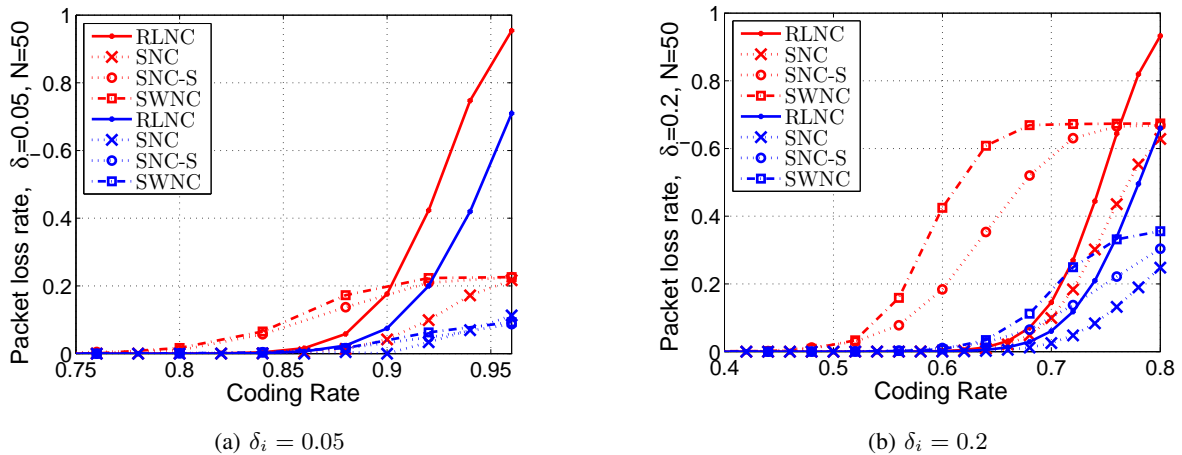 Packet loss rate, δ_i=0.05, N=50
1
0.8
0.6
0.4
0.2
0
RLNC
SNC
SNC-S
SWNC
RLNC
SNC
SNC-S
SWNC
0.75
0.8
0.85
0.9
0.95
Coding Rate
(a) δ_i = 0.05
Packet loss rate, δ_i=0.2, N=50
1
0.8
0.6
0.4
0.2
0
RLNC
SNC
SNC-S
SWNC
RLNC
SNC
SNC-S
SWNC
0.4
0.5
0.6
0.7
0.8
Coding Rate
(b) δ_i = 0.2